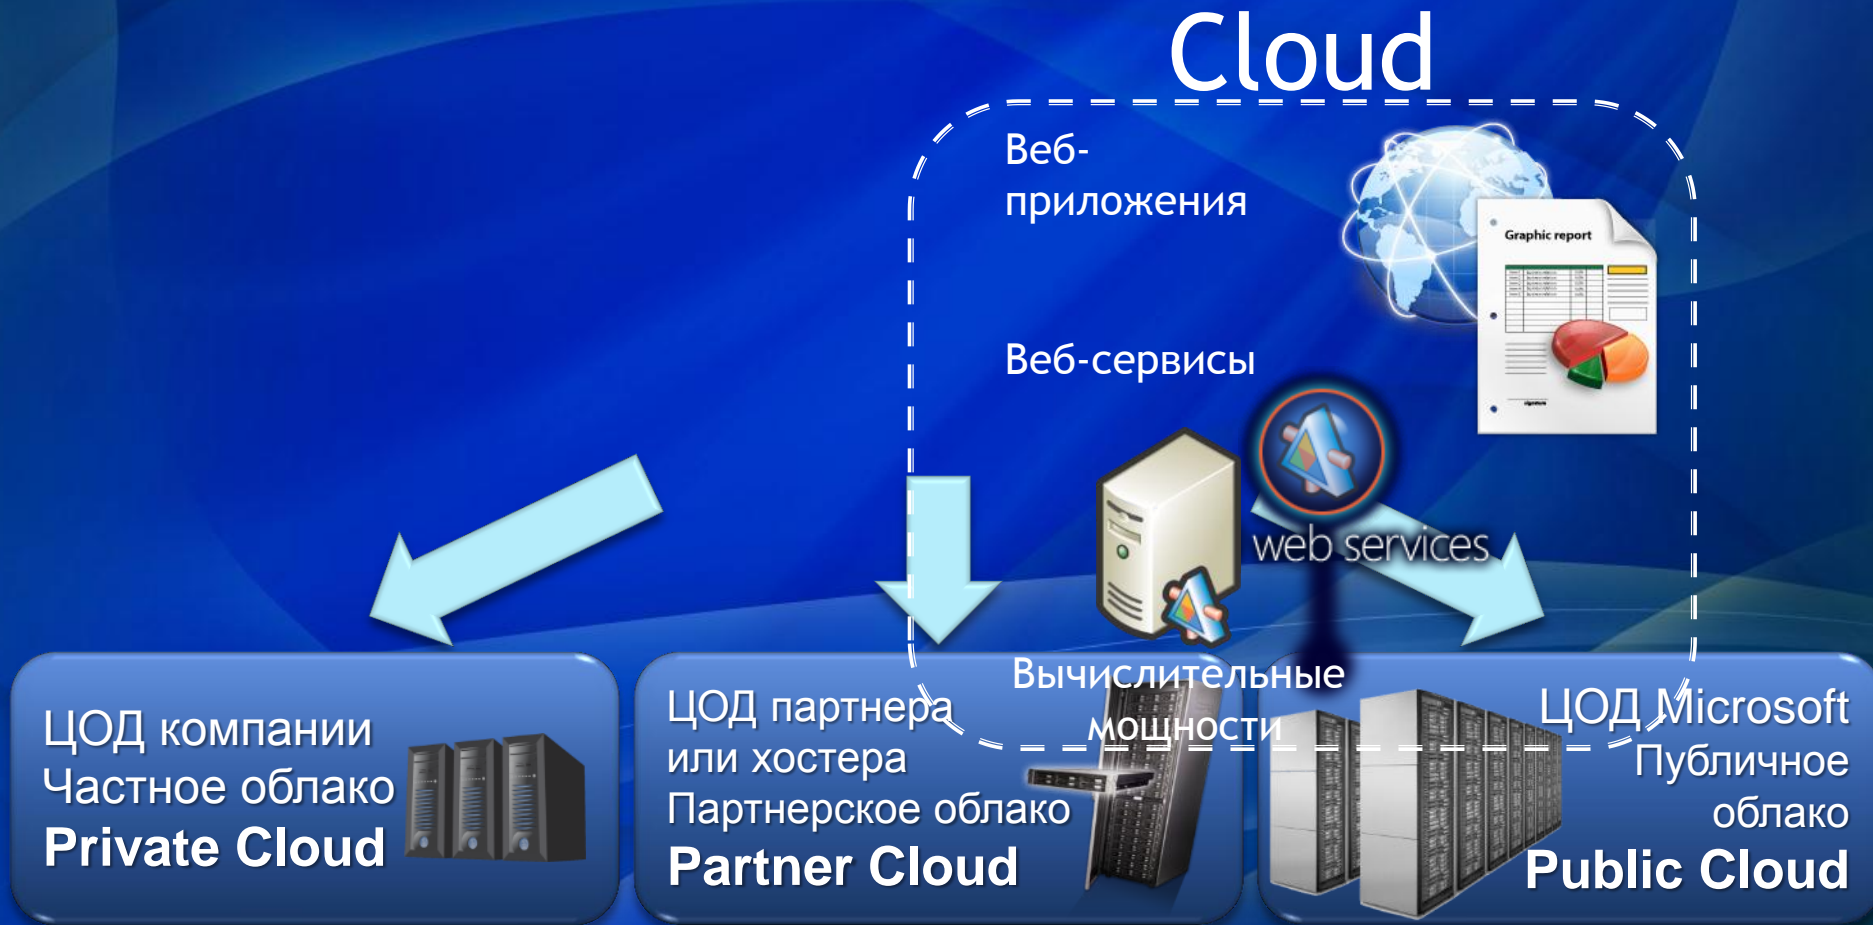 Cloud
Веб-
приложения
Graphic report
Веб-сервисы
web services
Вычислительные
мощности
ЦОД компании
Частное облако
Private Cloud
ЦОД партнера
или хостера
Партнерское облако
Partner Cloud
ЦОД Microsoft
Публичное
облако
Public Cloud